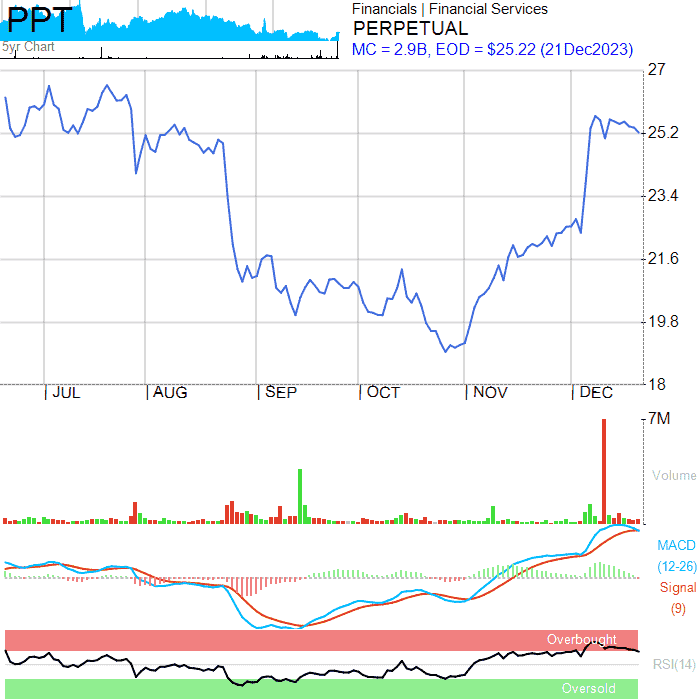 PPT
5yr Chart
Financials | Financial Services
PERPETUAL
MC = 2.9B, EOD = $25.22 (21Dec2023)
27
25.2
23.4
21.6
19.8
18
JUL AUG SEP OCT NOV DEC
7M
Volume
MACD
(12-26)
Signal
(9)
Overbought
RSI(14)
Oversold